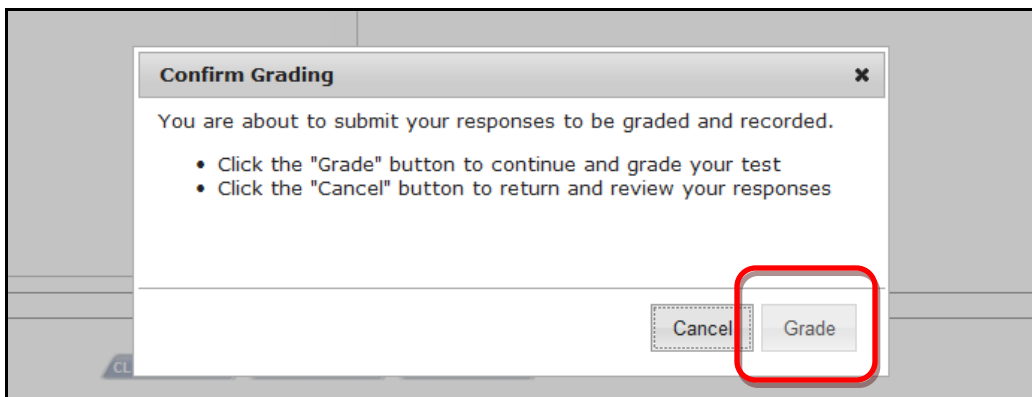 Confirm Grading
You are about to submit your responses to be graded and recorded.
• Click the "Grade" button to continue and grade your test
• Click the "Cancel" button to return and review your responses
Cancel Grade
CL